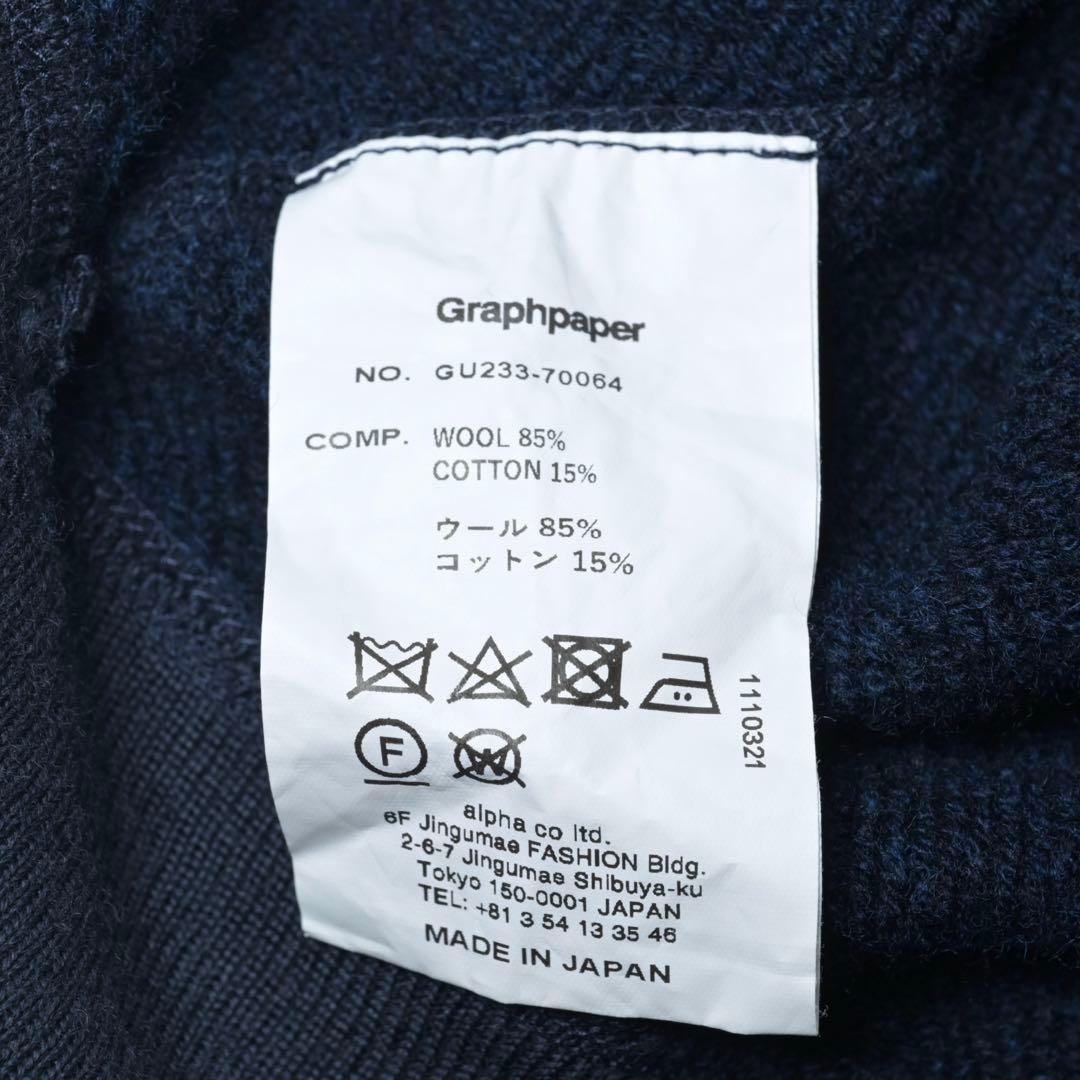 Graphpaper
NO. GU233-70064
COMP. WOOL 85%
COTTON 15%
ウール 85%
コットン 15%
1110321
F
W
alpha co ltd.
6F Jingumae FASHION Bldg.
2-6-7 Jingumae Shibuya-ku
Tokyo 150-0001 JAPAN
TEL: +81 3 54 13 35 46
MADE IN JAPAN